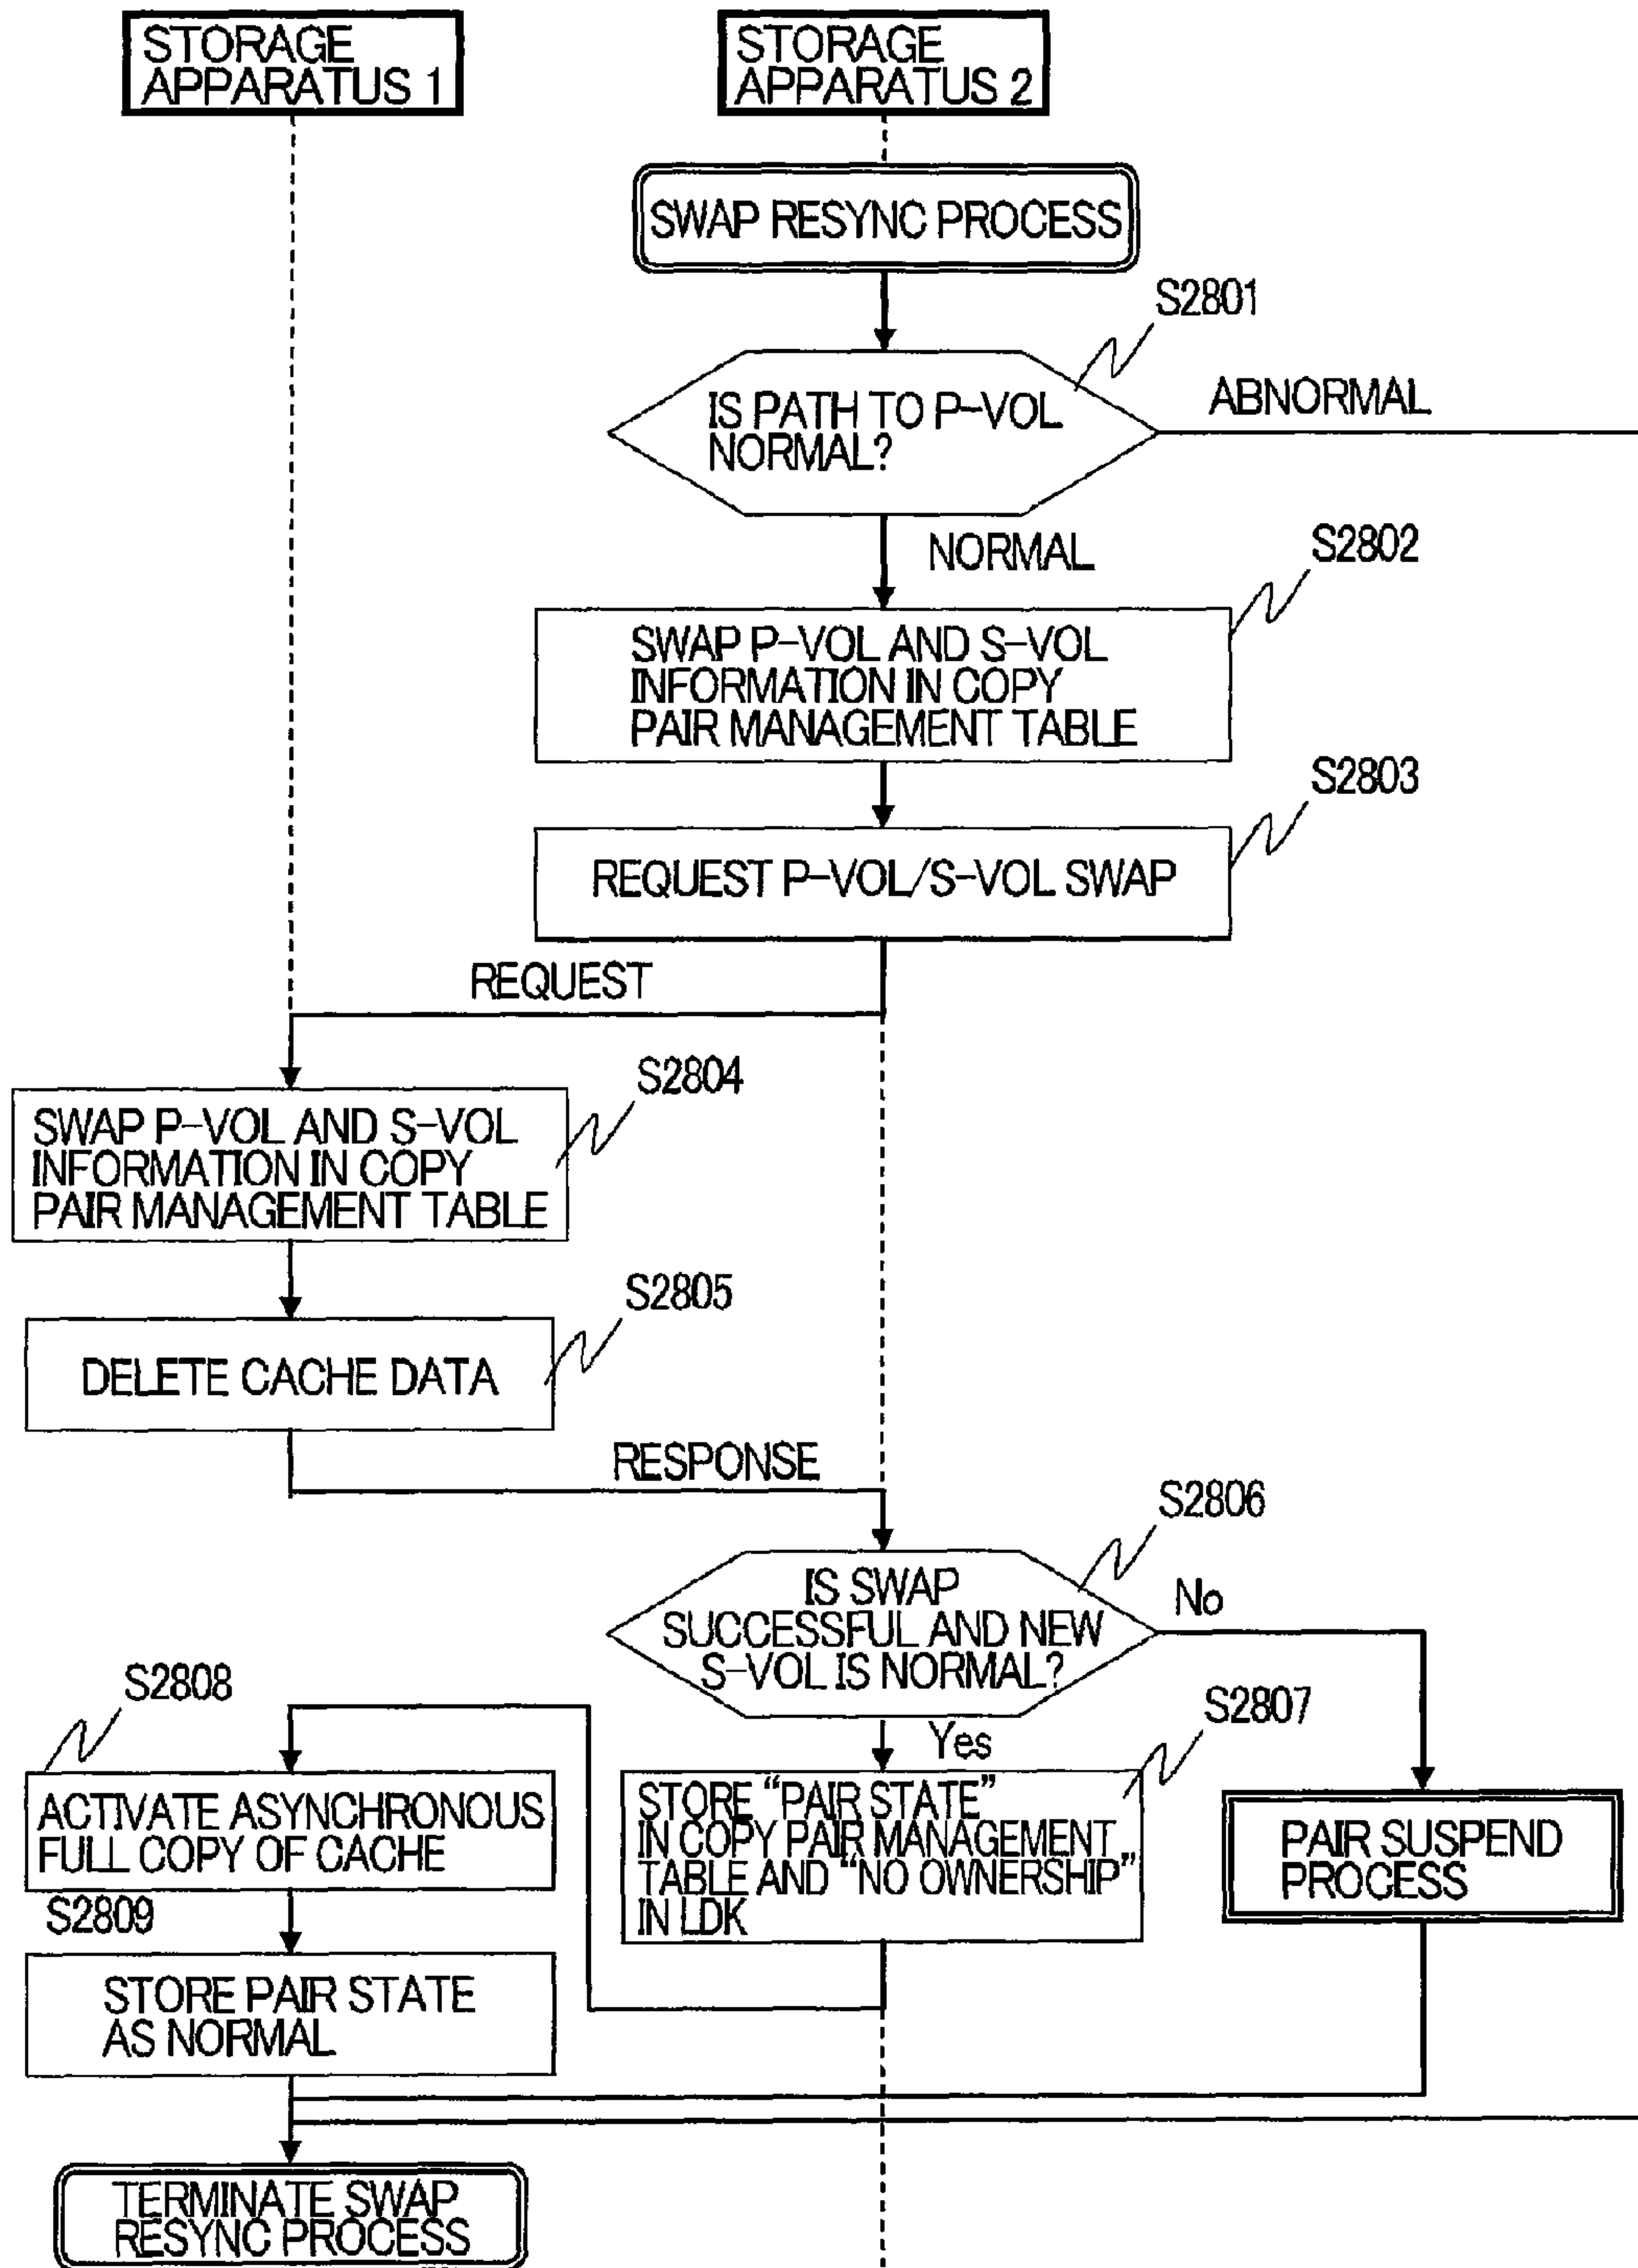 STORAGE
APPARATUS 1
STORAGE
APPARATUS 2
SWAP RESYNC PROCESS
S2801
IS PATH TO P-VOL
NORMAL?
ABNORMAL
NORMAL
S2802
SWAP P-VOL AND S-VOL
INFORMATION IN COPY
PAIR MANAGEMENT TABLE
S2803
REQUEST P-VOL/S-VOL SWAP
REQUEST
S2804
SWAP P-VOL AND S-VOL
INFORMATION IN COPY
PAIR MANAGEMENT TABLE
S2805
DELETE CACHE DATA
RESPONSE
S2806
IS SWAP
SUCCESSFUL AND NEW
S-VOL IS NORMAL?
No
Yes
S2807
STORE “PAIR STATE”
IN COPY PAIR MANAGEMENT
TABLE AND “NO OWNERSHIP”
IN LDK
PAIR SUSPEND
PROCESS
S2808
ACTIVATE ASYNCHRONOUS
FULL COPY OF CACHE
S2809
STORE PAIR STATE
AS NORMAL
TERMINATE SWAP
RESYNC PROCESS